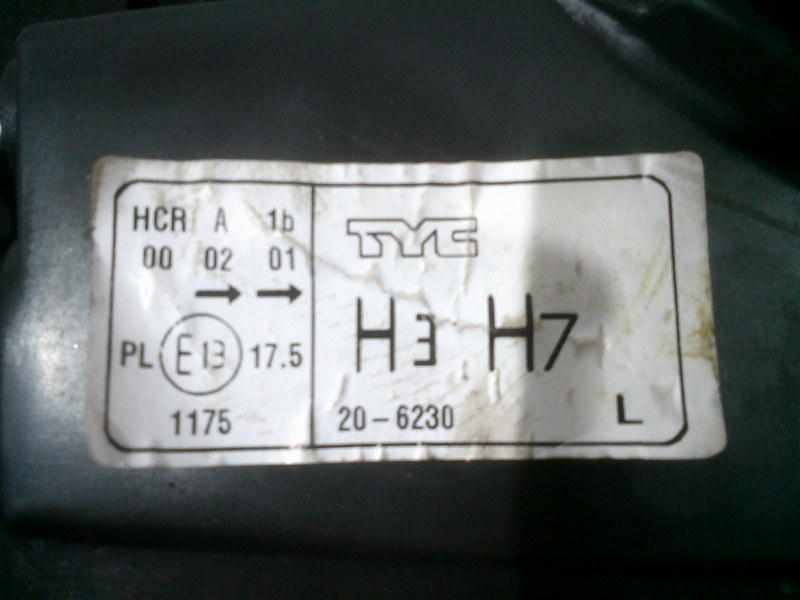 HCR A 1b
00 02 01
→ →
PL E13 17.5
1175
TYC
H3 H7
20-6230 L